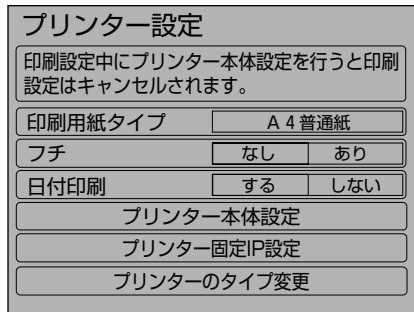 プリンター設定
印刷設定中にプリンター本体設定を行うと印刷
設定はキャンセルされます。
印刷用紙タイプ A4普通紙
フチ なし あり
日付印刷 する しない
プリンター本体設定
プリンター固定IP設定
プリンターのタイプ変更